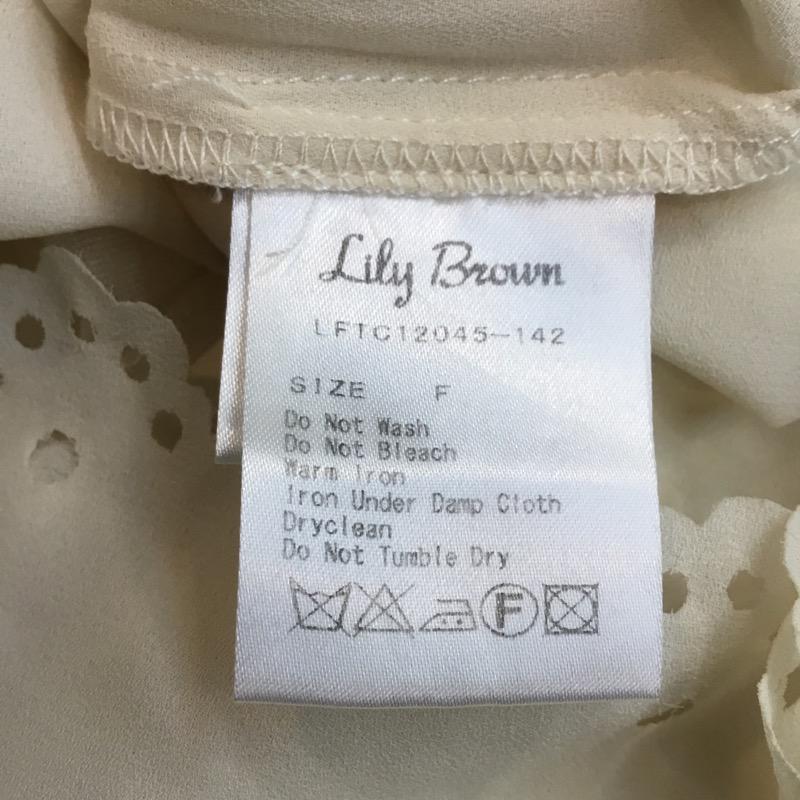 Lily Brown
LFTC12045-142
SIZE F
Do Not Wash
Do Not Bleach
Warm Iron
Iron Under Damp Cloth
Dryclean
Do Not Tumble Dry
F